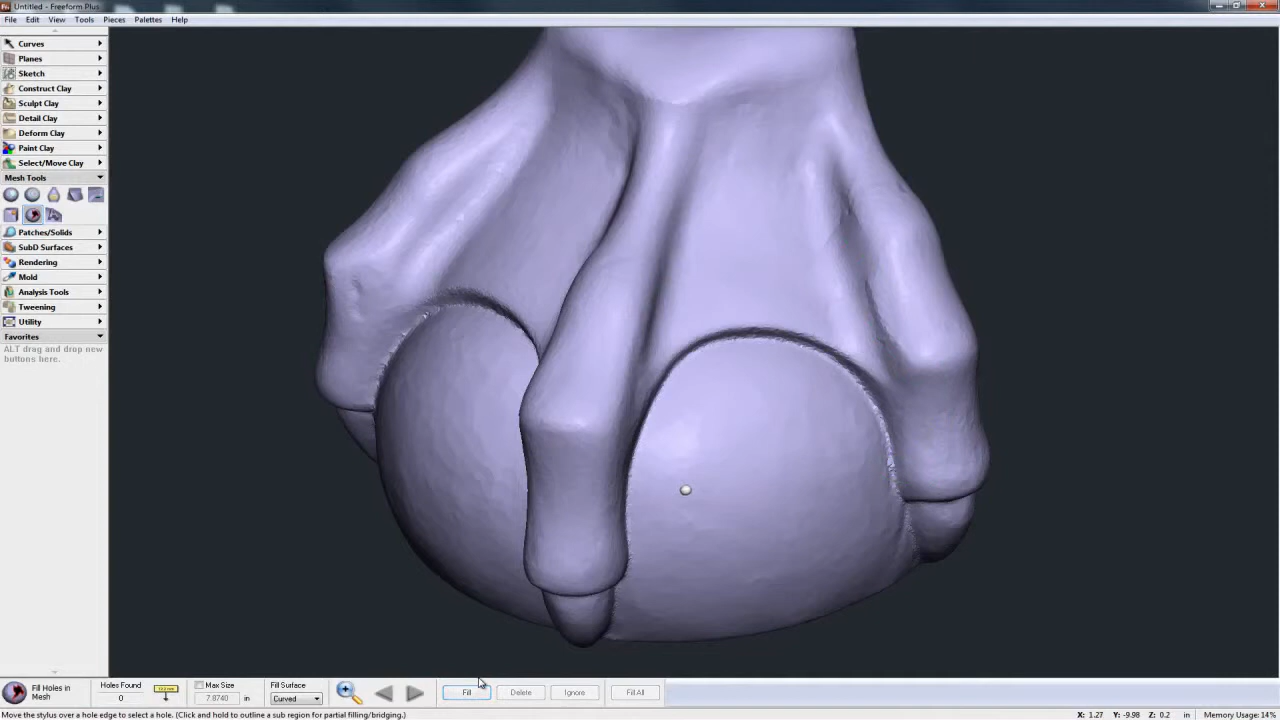 Untitled - Freeform Plus
File Edit View Tools Pieces Palettes Help
Curves
Planes
Sketch
Construct Clay
Sculpt Clay
Detail Clay
Deform Clay
Paint Clay
Select/Move Clay
Mesh Tools
Patches/Solids
SubD Surfaces
Rendering
Mold
Analysis Tools
Tweening
Utility
Favorites
ALT drag and drop new
buttons here.
Fill Holes in
Mesh
Holes Found
0
Max Size
7.8740 in
Fill Surface
Curved
Fill
Delete
Ignore
Fill All
Move the stylus over a hole edge to select a hole. (Click and hold to outline a sub region for partial filling/bridging.)
X: 1.27 Y: -9.98 Z: 0.2 in Memory Usage: 14%